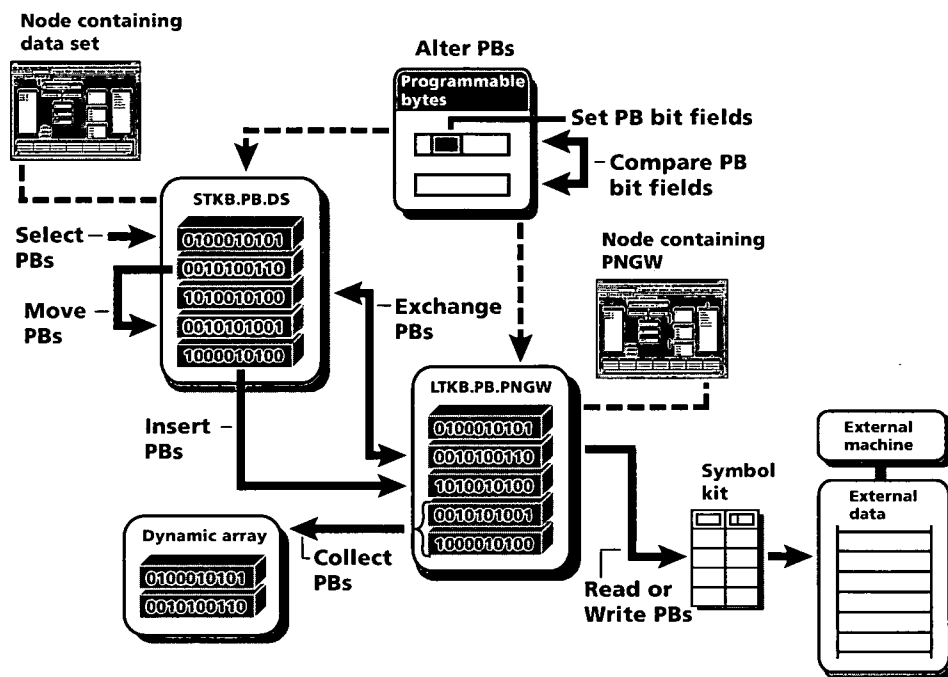 Node containing
data set
Alter PBs
Programmable
bytes
Set PB bit fields
Compare PB
bit fields
STKB.PB.DS
0100010101
0010100110
1010010100
0010101001
1000010100
Select
PBs
Move
PBs
Exchange
PBs
Node containing
PNGW
Insert
PBs
LTKB.PB.PNGW
0100010101
0010100110
1010010100
0010101001
1000010100
Dynamic array
0100010101
0010100110
Collect
PBs
Read or
Write PBs
Symbol
kit
External
machine
External
data